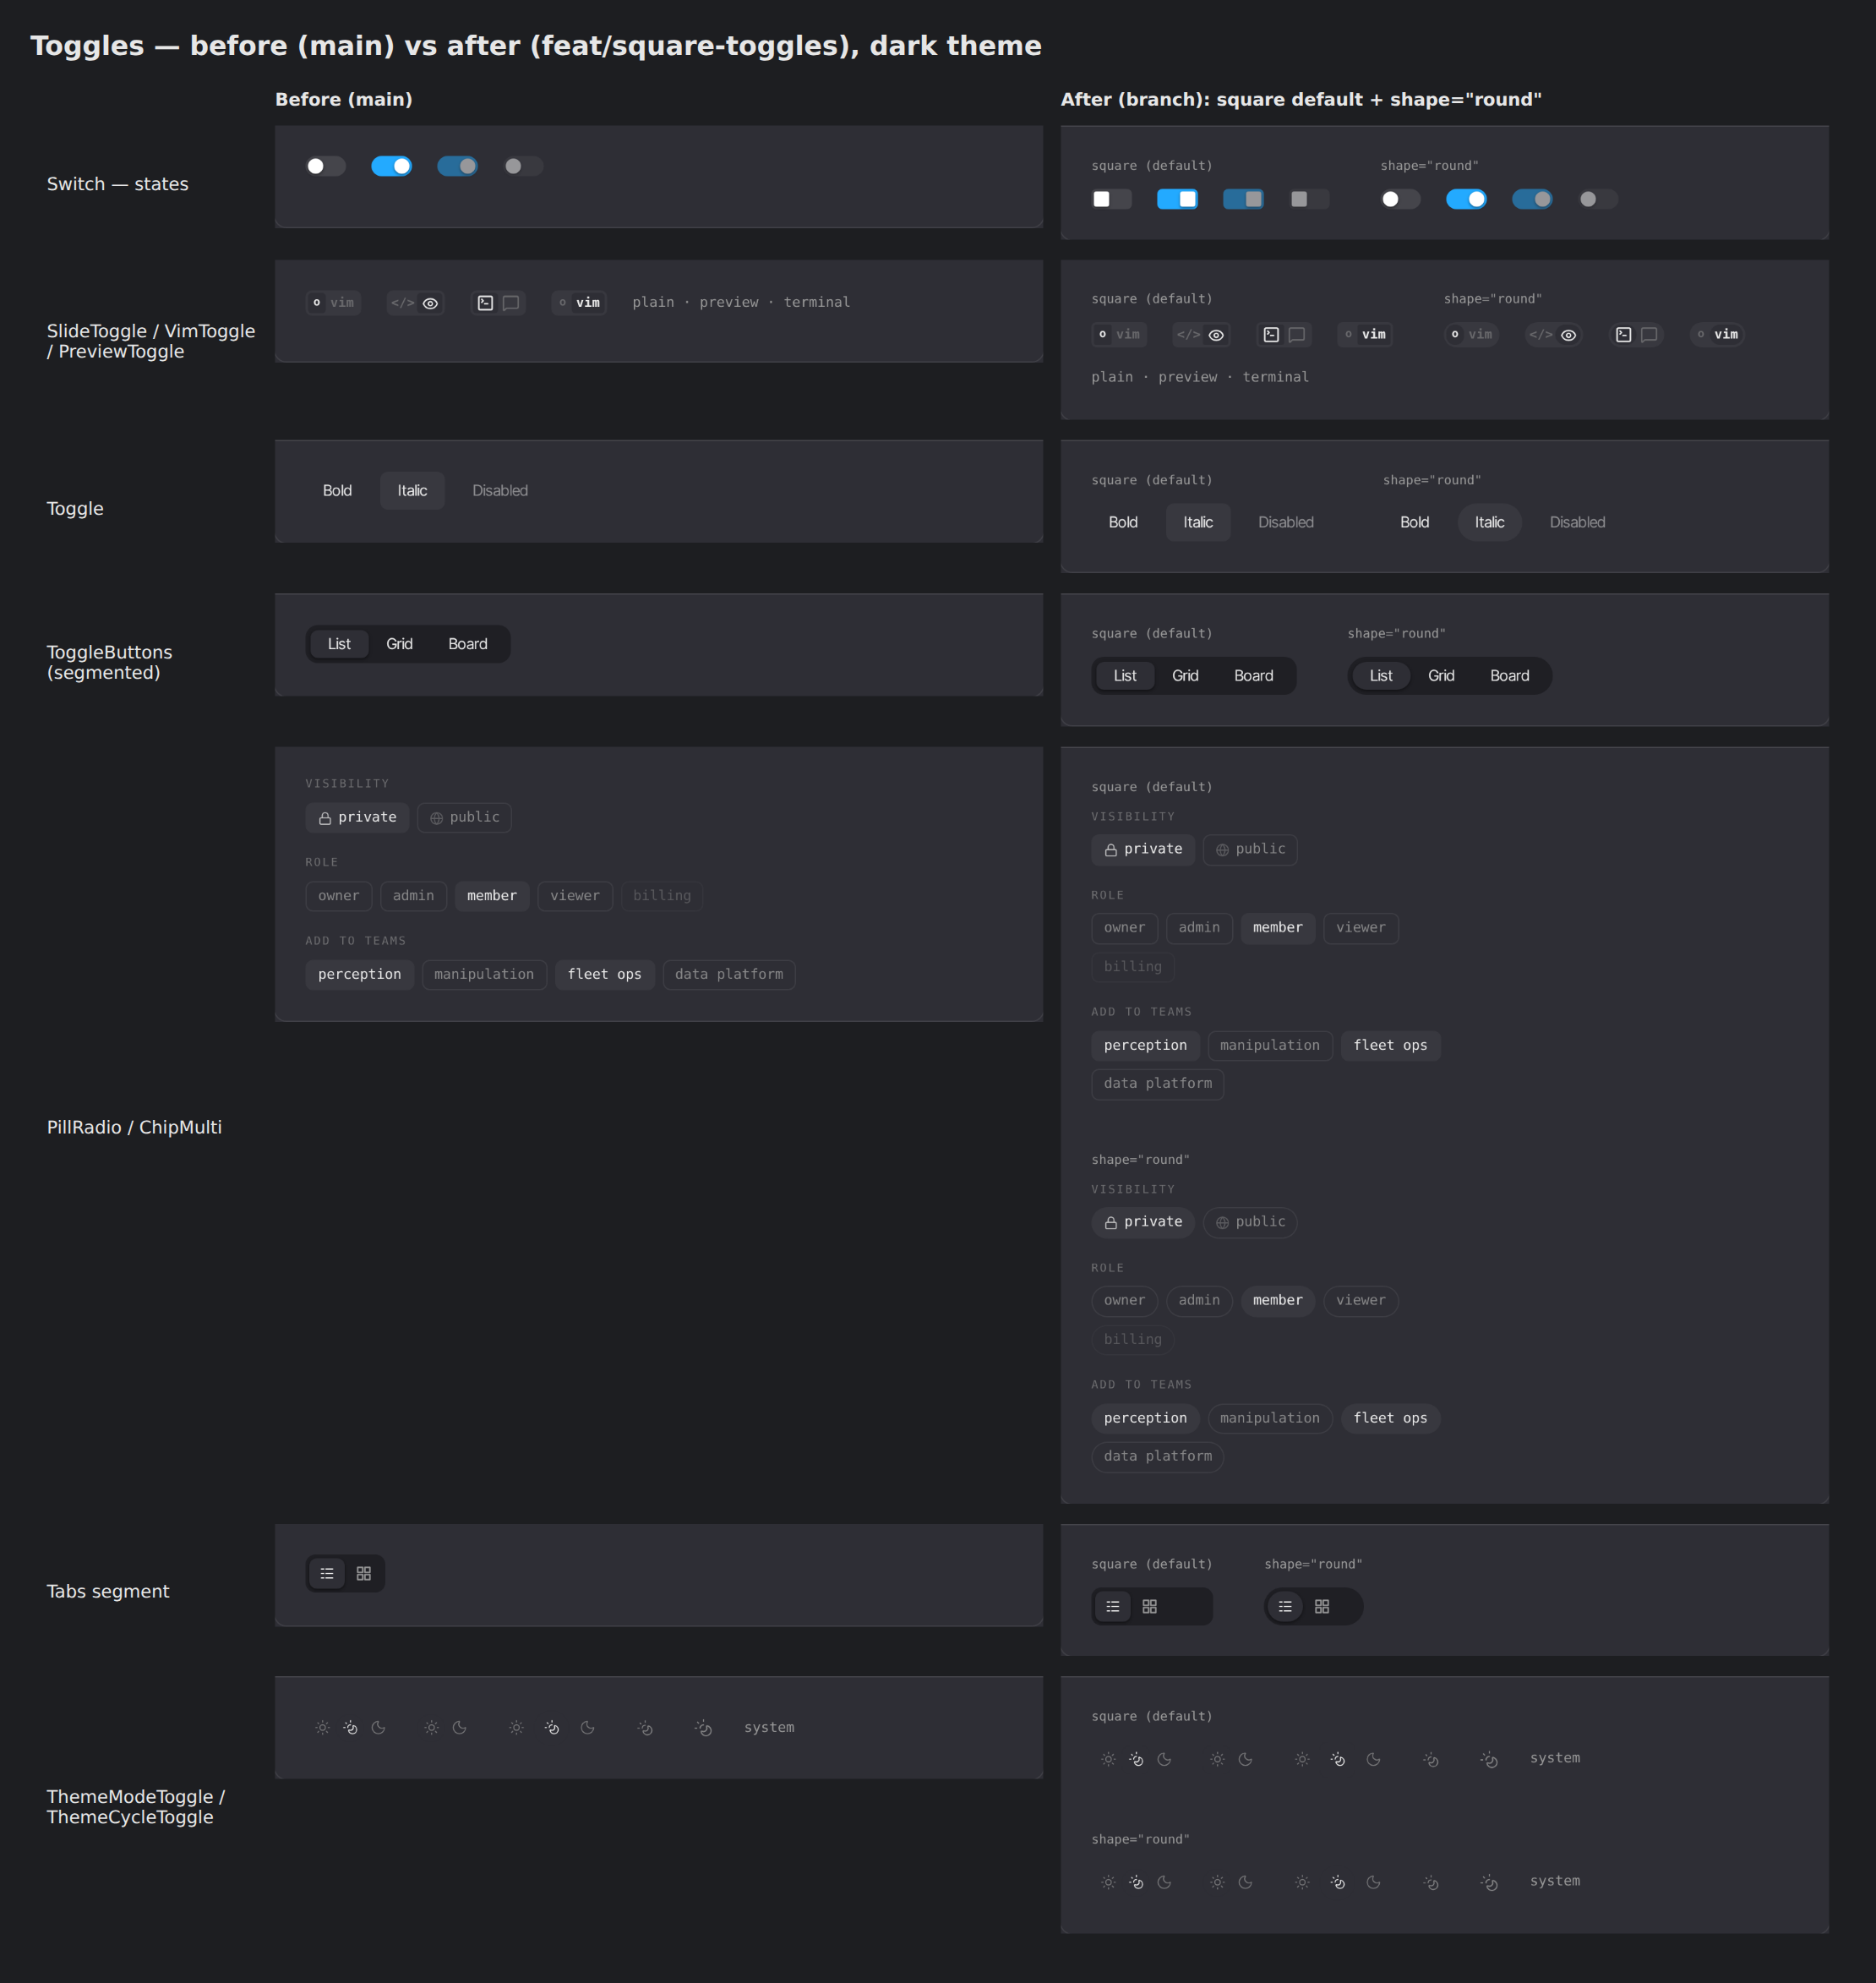 Toggles — before (main) vs after (feat/square-toggles), dark theme
Before (main)
After (branch): square default + shape="round"
Switch — states
square (default)
shape="round"
SlideToggle / VimToggle
/ PreviewToggle
o vim
</>
o vim
plain · preview · terminal
square (default)
shape="round"
o vim
</>
o vim
o vim
</>
o vim
plain · preview · terminal
Toggle
Bold Italic Disabled
square (default)
shape="round"
Bold Italic Disabled
Bold Italic Disabled
ToggleButtons
(segmented)
List Grid Board
square (default)
shape="round"
List Grid Board
List Grid Board
PillRadio / ChipMulti
VISIBILITY
private public
ROLE
owner admin member viewer billing
ADD TO TEAMS
perception manipulation fleet ops data platform
square (default)
VISIBILITY
private public
ROLE
owner admin member viewer
billing
ADD TO TEAMS
perception manipulation fleet ops
data platform
shape="round"
VISIBILITY
private public
ROLE
owner admin member viewer
billing
ADD TO TEAMS
perception manipulation fleet ops
data platform
Tabs segment
square (default)
shape="round"
ThemeModeToggle /
ThemeCycleToggle
system
square (default)
system
shape="round"
system